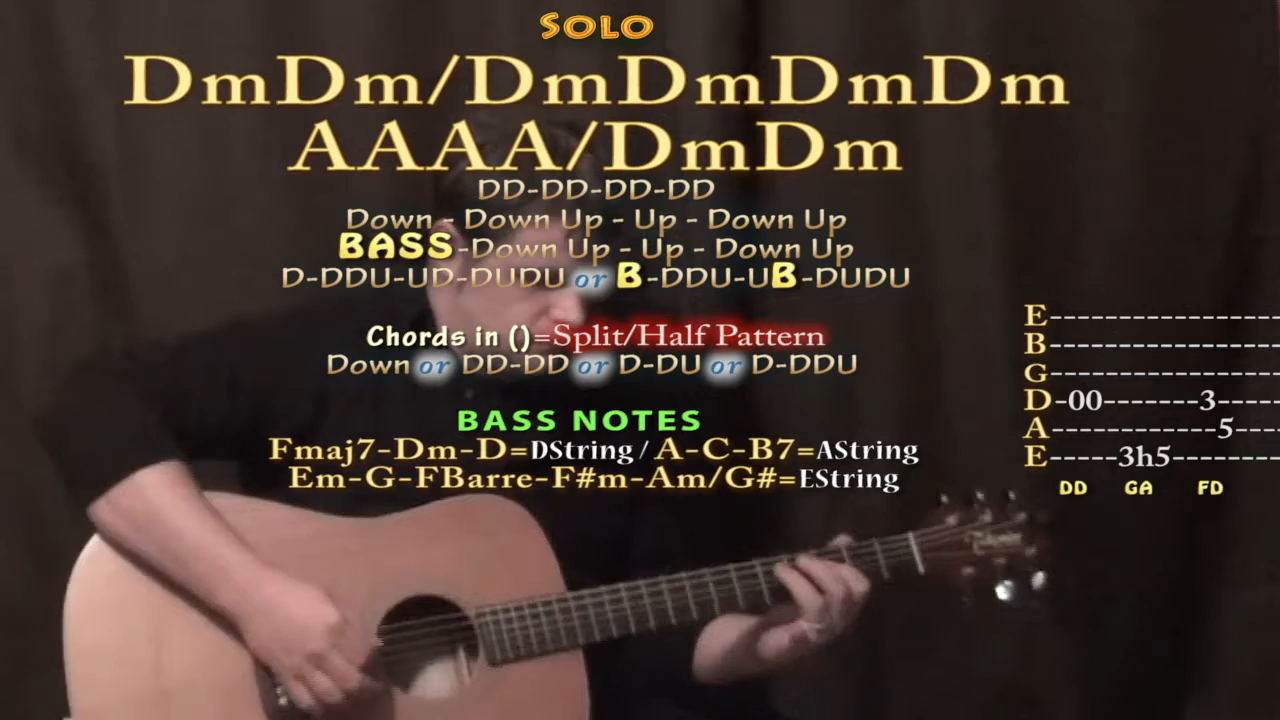 SOLO
DmDm/DmDmDmDm
AAAA/DmDm
DD-DD-DD-DD
Down - Down Up - Up - Down Up
BASS-Down Up - Up - Down Up
D-DDU-UD-DUDU or B-DDU-UB-DUDU
Chords in ()=Split/Half Pattern
Down or DD-DD or D-DU or D-DDU
BASS NOTES
Fmaj7-Dm-D=DString / A-C-B7=AString
Em-G-FBarre-F#m-Am/G#=EString
E----------------
B----------------
G----------------
D-00-------3-----
A------------5---
E-----3h5--------
DD GA FD